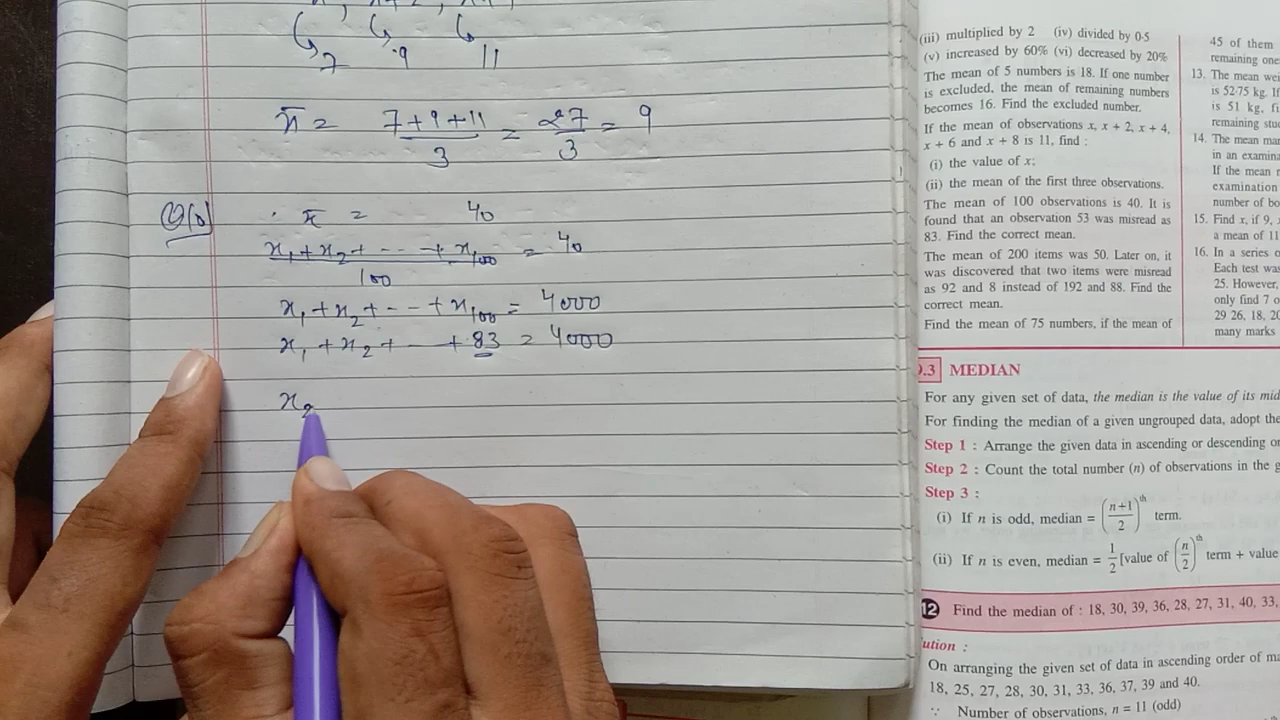 7 9 11
x̄ = 7+9+11/3 = 27/3 = 9
x̄ = 40
x₁+x₂+--+x₁₀₀/100 = 40
x₁+x₂+--+x₁₀₀ = 4000
x₁+x₂+--+83 = 4000
x₂
(iii) multiplied by 2 (iv) divided by 0·5
(v) increased by 60% (vi) decreased by 20%
The mean of 5 numbers is 18. If one number
is excluded, the mean of remaining numbers
becomes 16. Find the excluded number.
If the mean of observations x, x + 2, x + 4,
x + 6 and x + 8 is 11, find :
(i) the value of x;
(ii) the mean of the first three observations.
The mean of 100 observations is 40. It is
found that an observation 53 was misread as
83. Find the correct mean.
The mean of 200 items was 50. Later on, it
was discovered that two items were misread
as 92 and 8 instead of 192 and 88. Find the
correct mean.
Find the mean of 75 numbers, if the mean of
45 of them
remaining one
13. The mean wei
is 52·75 kg. If
is 51 kg, fi
remaining stu
14. The mean mar
in an examina
If the mean
examination
number of bo
15. Find x, if 9,
a mean of 11
16. In a series o
Each test wa
25. However,
only find 7 o
29 26, 18, 20
many marks
9.3 MEDIAN
For any given set of data, the median is the value of its mid
For finding the median of a given ungrouped data, adopt the
Step 1 : Arrange the given data in ascending or descending or
Step 2 : Count the total number (n) of observations in the g
Step 3 :
(i) If n is odd, median = (n+1/2)th term.
(ii) If n is even, median = 1/2 [value of (n/2)th term + value
12 Find the median of : 18, 30, 39, 36, 28, 27, 31, 40, 33,
ution :
On arranging the given set of data in ascending order of ma
18, 25, 27, 28, 30, 31, 33, 36, 37, 39 and 40.
∵ Number of observations, n = 11 (odd)